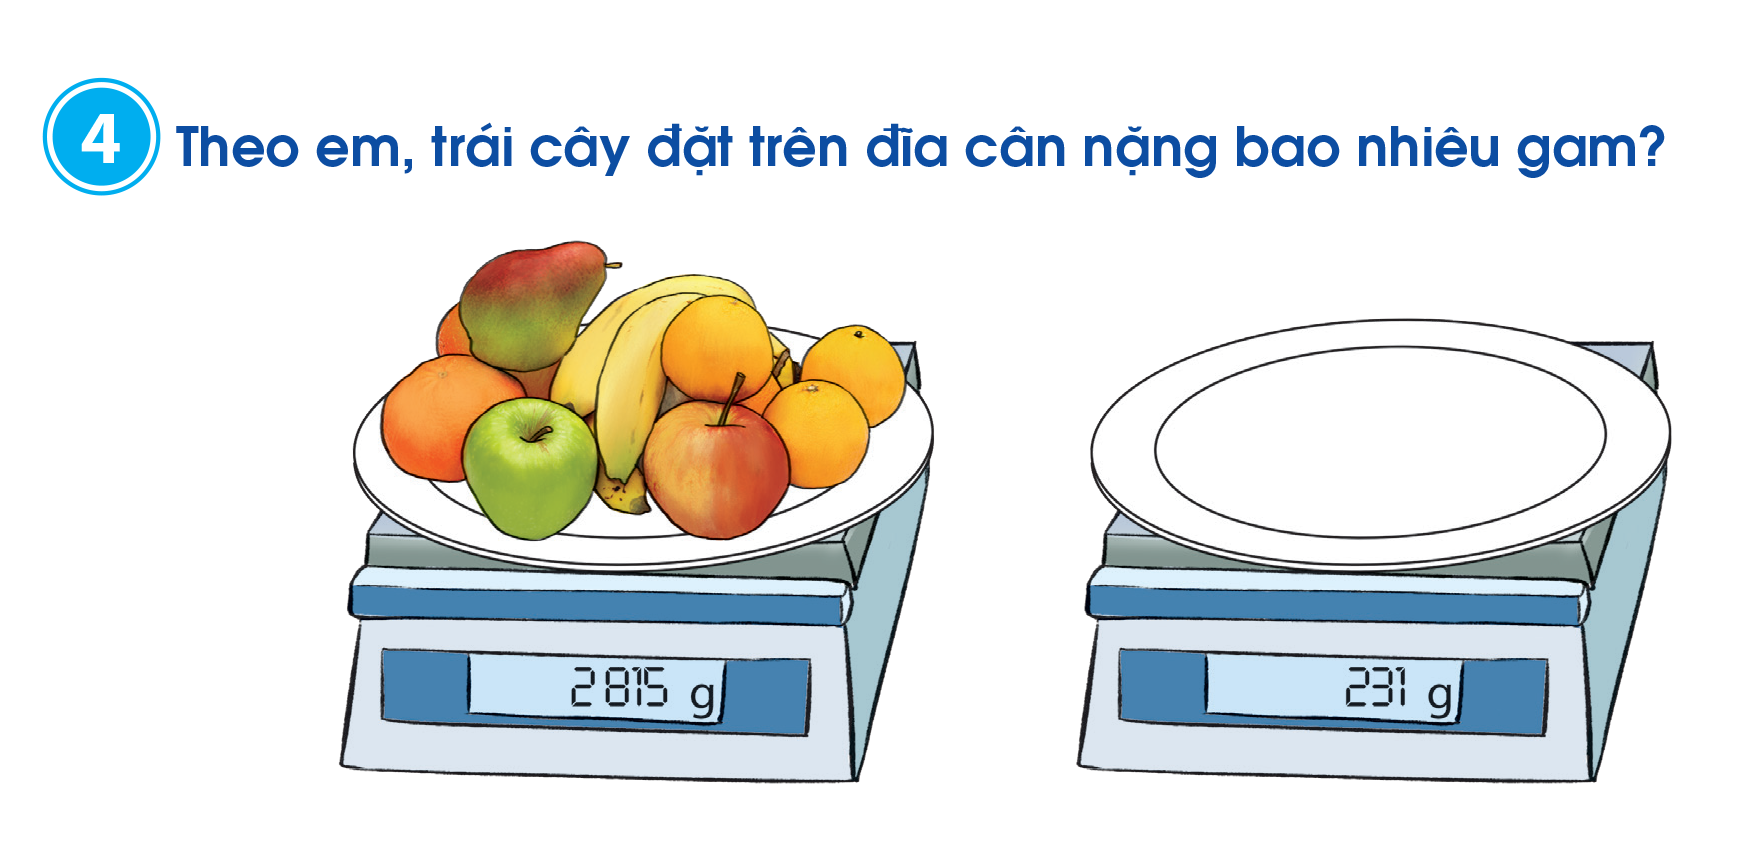 4 Theo em, trái cây đặt trên đĩa cân nặng bao nhiêu gam?
2 815 g
231 g